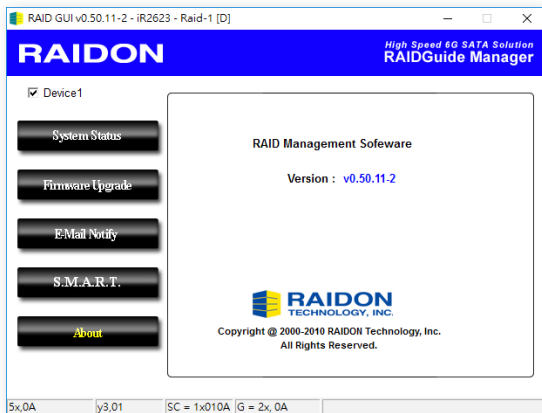 RAID GUI v0.50.11-2 - iR2623 - Raid-1 [D]
RAIDON
High Speed 6G SATA Solution
RAIDGuide Manager
Device1
System Status
Firmware Upgrade
E-Mail Notify
S.M.A.R.T.
About
RAID Management Sofeware
Version : v0.50.11-2
RAIDON
TECHNOLOGY, INC.
Copyright @ 2000-2010 RAIDON Technology, Inc.
All Rights Reserved.
5x,0A y3,01 SC = 1x010A G = 2x, 0A